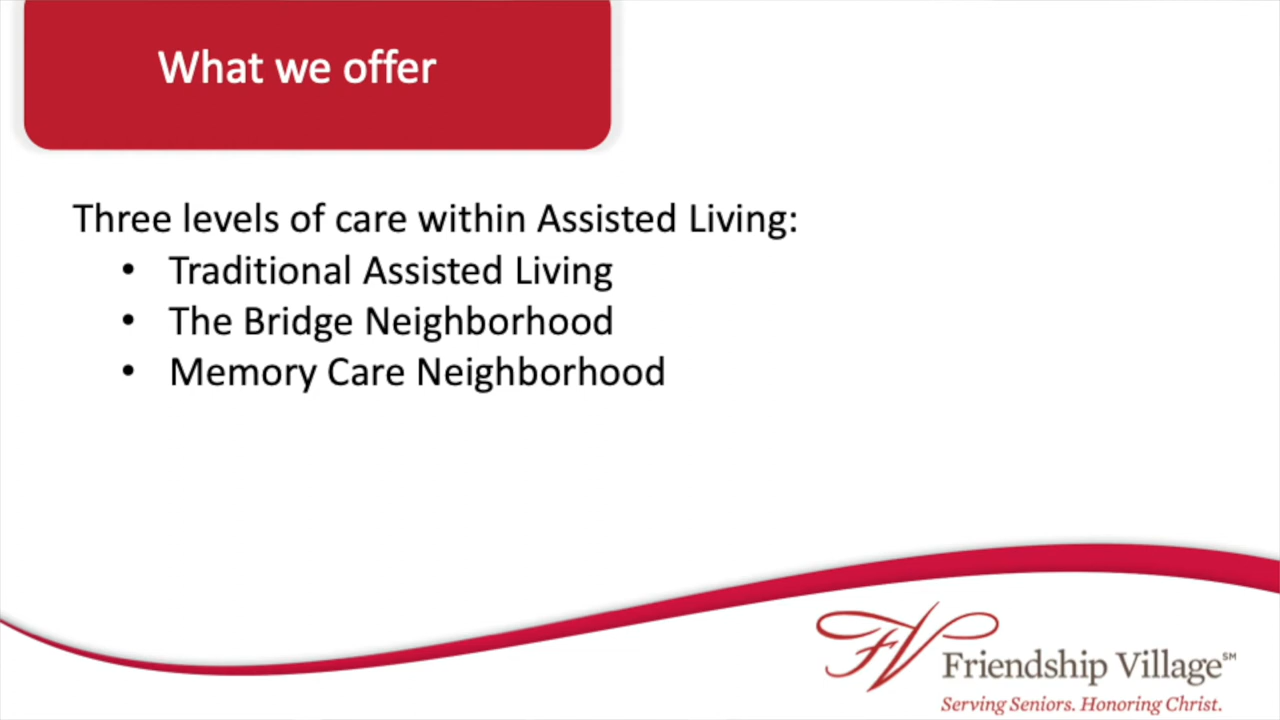 What we offer
Three levels of care within Assisted Living:
• Traditional Assisted Living
• The Bridge Neighborhood
• Memory Care Neighborhood
FV
Friendship Village℠
Serving Seniors. Honoring Christ.